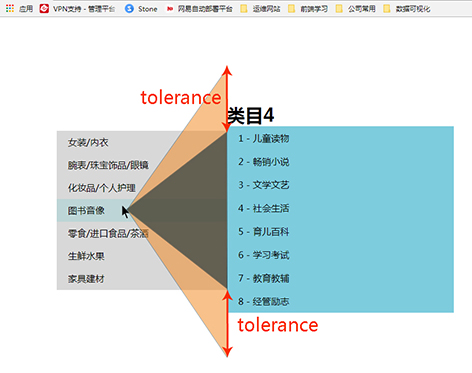 应用 VPN支持 - 管理平台 Stone 网易自动部署平台 运维网站 前端学习 公司常用 数据可视化
tolerance
类目4
女装/内衣
腕表/珠宝饰品/眼镜
化妆品/个人护理
图书音像
零食/进口食品/茶酒
生鲜水果
家具建材
1 - 儿童读物
2 - 畅销小说
3 - 文学文艺
4 - 社会生活
5 - 育儿百科
6 - 学习考试
7 - 教育教辅
8 - 经管励志
tolerance